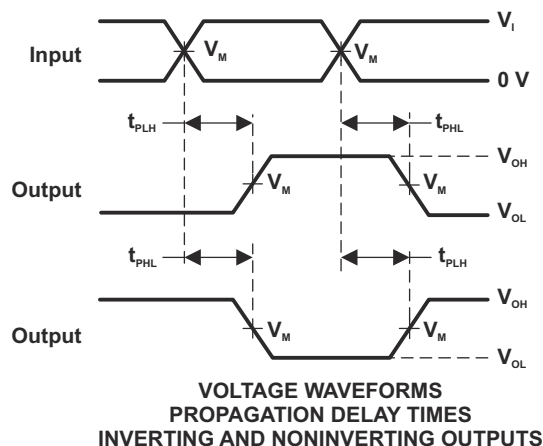 V_I
Input
V_M
V_M
0 V
t_PLH
t_PHL
V_OH
Output
V_M
V_M
V_OL
t_PHL
t_PLH
V_OH
Output
V_M
V_M
V_OL
VOLTAGE WAVEFORMS
PROPAGATION DELAY TIMES
INVERTING AND NONINVERTING OUTPUTS